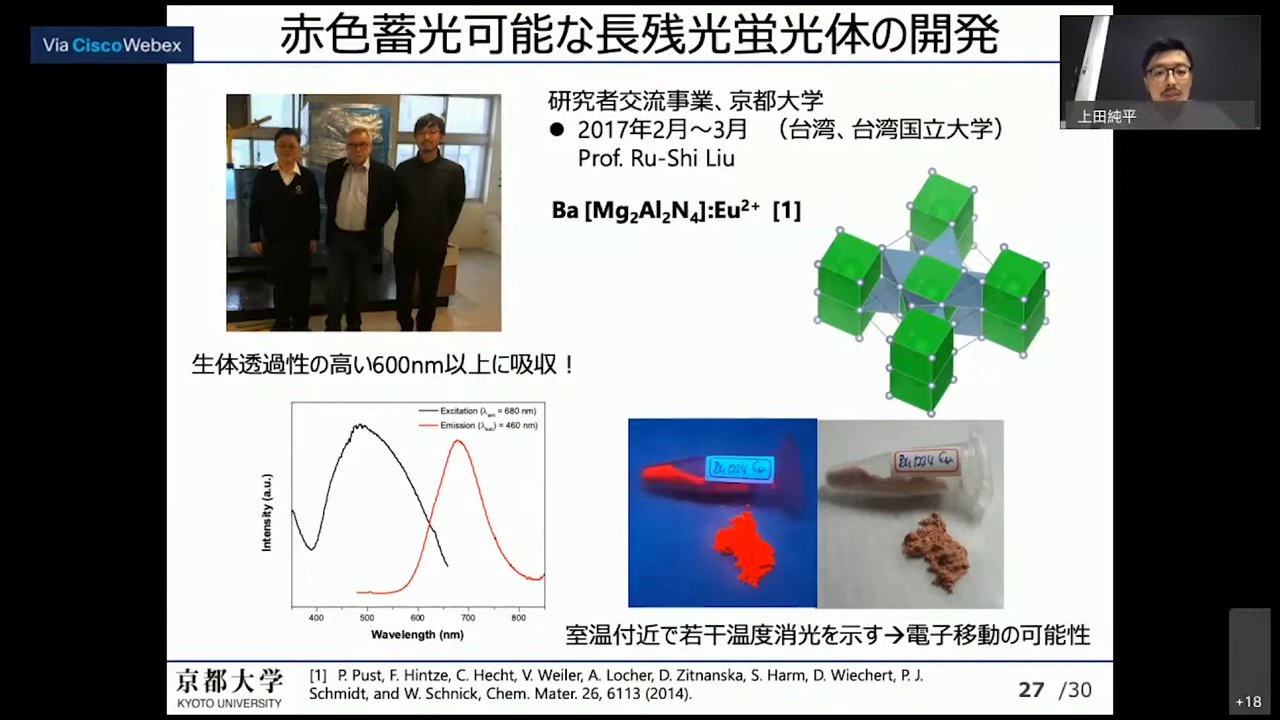 Via Cisco Webex
赤色蓄光可能な長残光蛍光体の開発
上田純平
研究者交流事業、京都大学
● 2017年2月～3月 （台湾、台湾国立大学）
Prof. Ru-Shi Liu
Ba [Mg₂Al₂N₄]:Eu²⁺ [1]
生体透過性の高い600nm以上に吸収！
Excitation (λem = 680 nm)
Emission (λexc) = 460 nm)
Intensity (a.u.)
400 500 600 700 800
Wavelength (nm)
室温付近で若干温度消光を示す→電子移動の可能性
京都大学
KYOTO UNIVERSITY
[1] P. Pust, F. Hintze, C. Hecht, V. Weiler, A. Locher, D. Zitnanska, S. Harm, D. Wiechert, P. J.
Schmidt, and W. Schnick, Chem. Mater. 26, 6113 (2014).
27 /30
+18